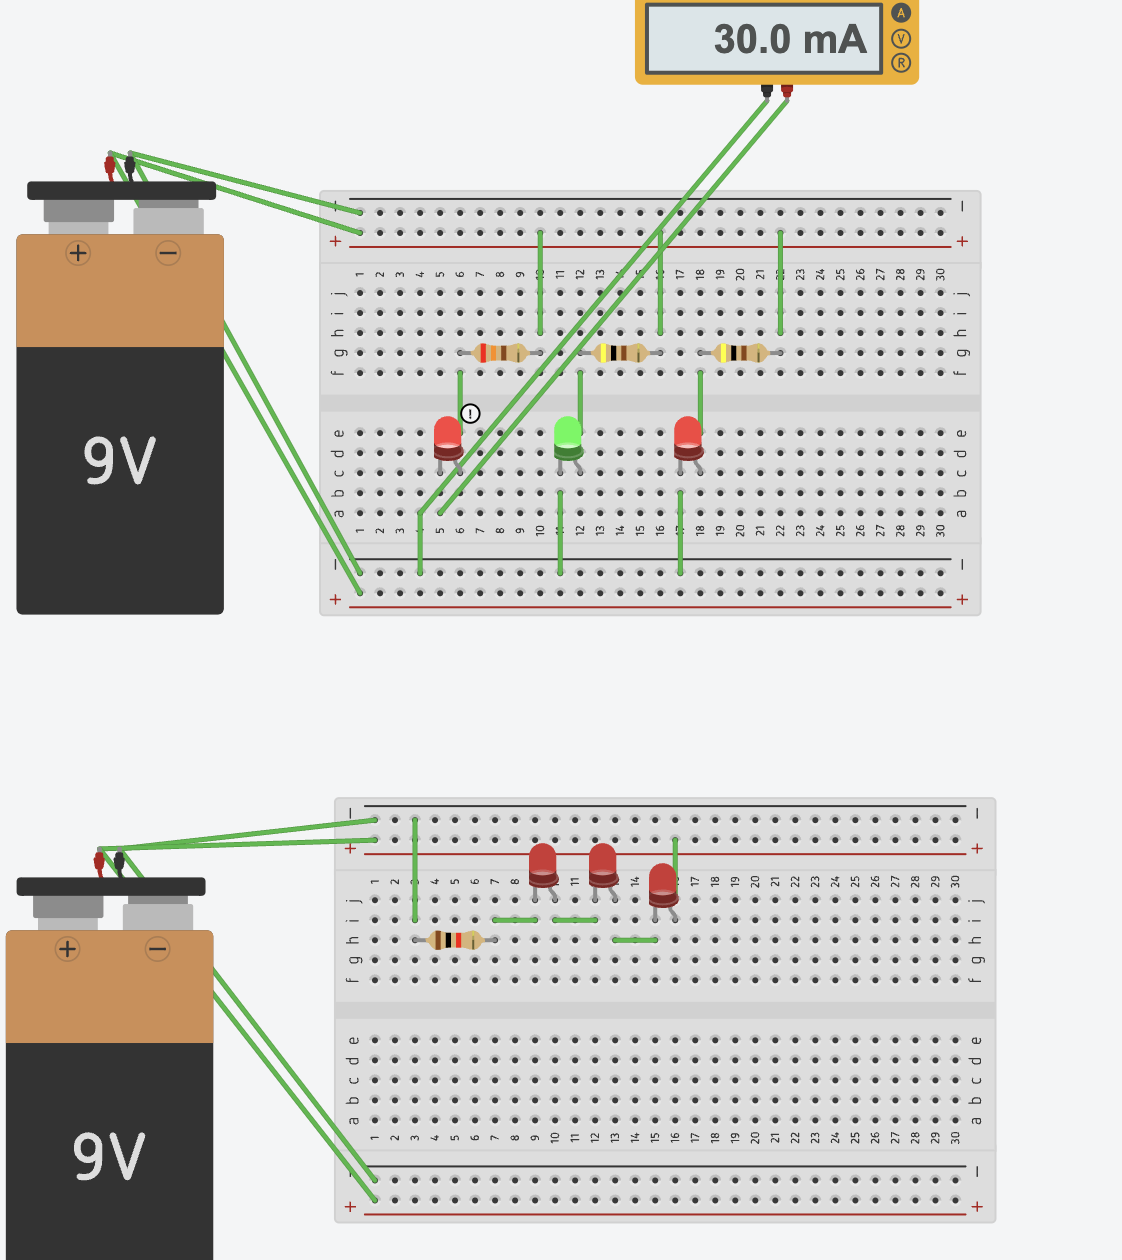 30.0 mA
A
V
R
− −
+ +
1 2 3 4 5 6 7 8 9 10 11 12 13 14 15 16 17 18 19 20 21 22 23 24 25 26 27 28 29 30
j j
i i
h h
g g
f f
+ −
9V
e e
d d
c c
b b
a a
1 2 3 4 5 6 7 8 9 10 11 12 13 14 15 16 17 18 19 20 21 22 23 24 25 26 27 28 29 30
− −
+ +
!
− −
+ +
1 2 3 4 5 6 7 8 9 11 12 14 17 18 19 20 21 22 23 24 25 26 27 28 29 30
j j
i i
h h
g g
f f
+ −
9V
e e
d d
c c
b b
a a
1 2 3 4 5 6 7 8 9 10 11 12 13 14 15 16 17 18 19 20 21 22 23 24 25 26 27 28 29 30
− −
+ +